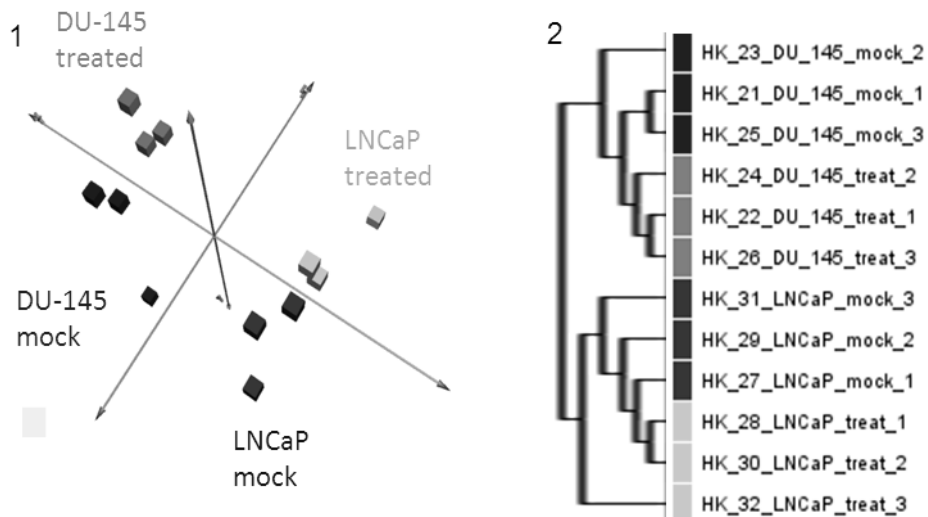 1
DU-145
treated
LNCaP
treated
DU-145
mock
LNCaP
mock
2
HK_23_DU_145_mock_2
HK_21_DU_145_mock_1
HK_25_DU_145_mock_3
HK_24_DU_145_treat_2
HK_22_DU_145_treat_1
HK_26_DU_145_treat_3
HK_31_LNCaP_mock_3
HK_29_LNCaP_mock_2
HK_27_LNCaP_mock_1
HK_28_LNCaP_treat_1
HK_30_LNCaP_treat_2
HK_32_LNCaP_treat_3